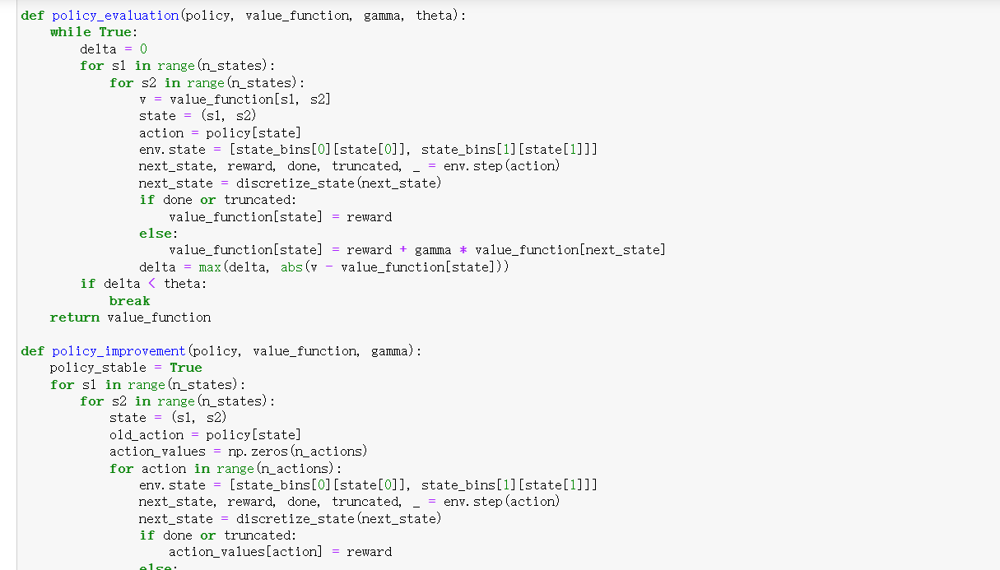 def policy_evaluation(policy, value_function, gamma, theta):
    while True:
        delta = 0
        for s1 in range(n_states):
            for s2 in range(n_states):
                v = value_function[s1, s2]
                state = (s1, s2)
                action = policy[state]
                env.state = [state_bins[0][state[0]], state_bins[1][state[1]]]
                next_state, reward, done, truncated, _ = env.step(action)
                next_state = discretize_state(next_state)
                if done or truncated:
                    value_function[state] = reward
                else:
                    value_function[state] = reward + gamma * value_function[next_state]
                delta = max(delta, abs(v - value_function[state]))
        if delta < theta:
            break
    return value_function

def policy_improvement(policy, value_function, gamma):
    policy_stable = True
    for s1 in range(n_states):
        for s2 in range(n_states):
            state = (s1, s2)
            old_action = policy[state]
            action_values = np.zeros(n_actions)
            for action in range(n_actions):
                env.state = [state_bins[0][state[0]], state_bins[1][state[1]]]
                next_state, reward, done, truncated, _ = env.step(action)
                next_state = discretize_state(next_state)
                if done or truncated:
                    action_values[action] = reward
                else: